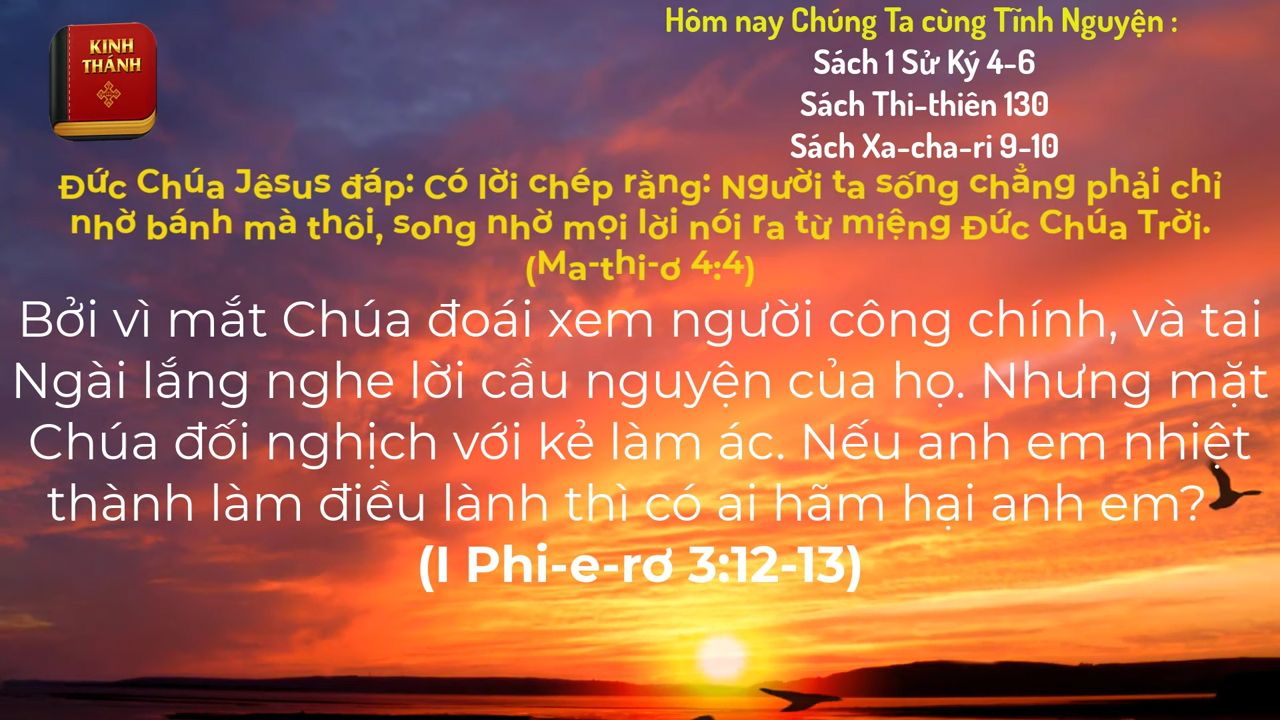 KINH
THÁNH
Hôm nay Chúng Ta cùng Tĩnh Nguyện :
Sách 1 Sử Ký 4-6
Sách Thi-thiên 130
Sách Xa-cha-ri 9-10
Đức Chúa Jêsus đáp: Có lời chép rằng: Người ta sống chẳng phải chỉ
nhờ bánh mà thôi, song nhờ mọi lời nói ra từ miệng Đức Chúa Trời.
(Ma-thi-ơ 4:4)
Bởi vì mắt Chúa đoái xem người công chính, và tai
Ngài lắng nghe lời cầu nguyện của họ. Nhưng mặt
Chúa đối nghịch với kẻ làm ác. Nếu anh em nhiệt
thành làm điều lành thì có ai hãm hại anh em?
(I Phi-e-rơ 3:12-13)